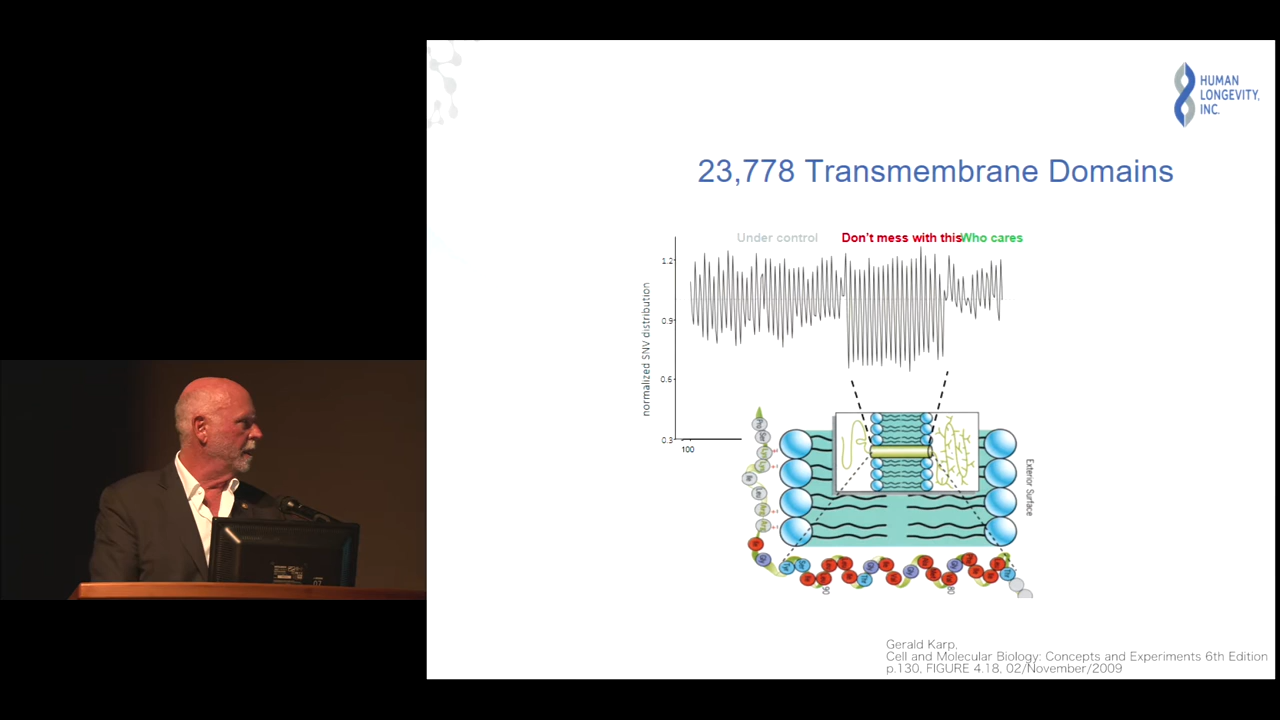 HUMAN
LONGEVITY,
INC.
23,778 Transmembrane Domains
Under control Don't mess with this Who cares
1.2
0.9
0.6
0.3
normalized SNV distribution
100
Exterior Surface
90
80
Gerald Karp,
Cell and Molecular Biology: Concepts and Experiments 6th Edition
p.130, FIGURE 4.18, 02/November/2009